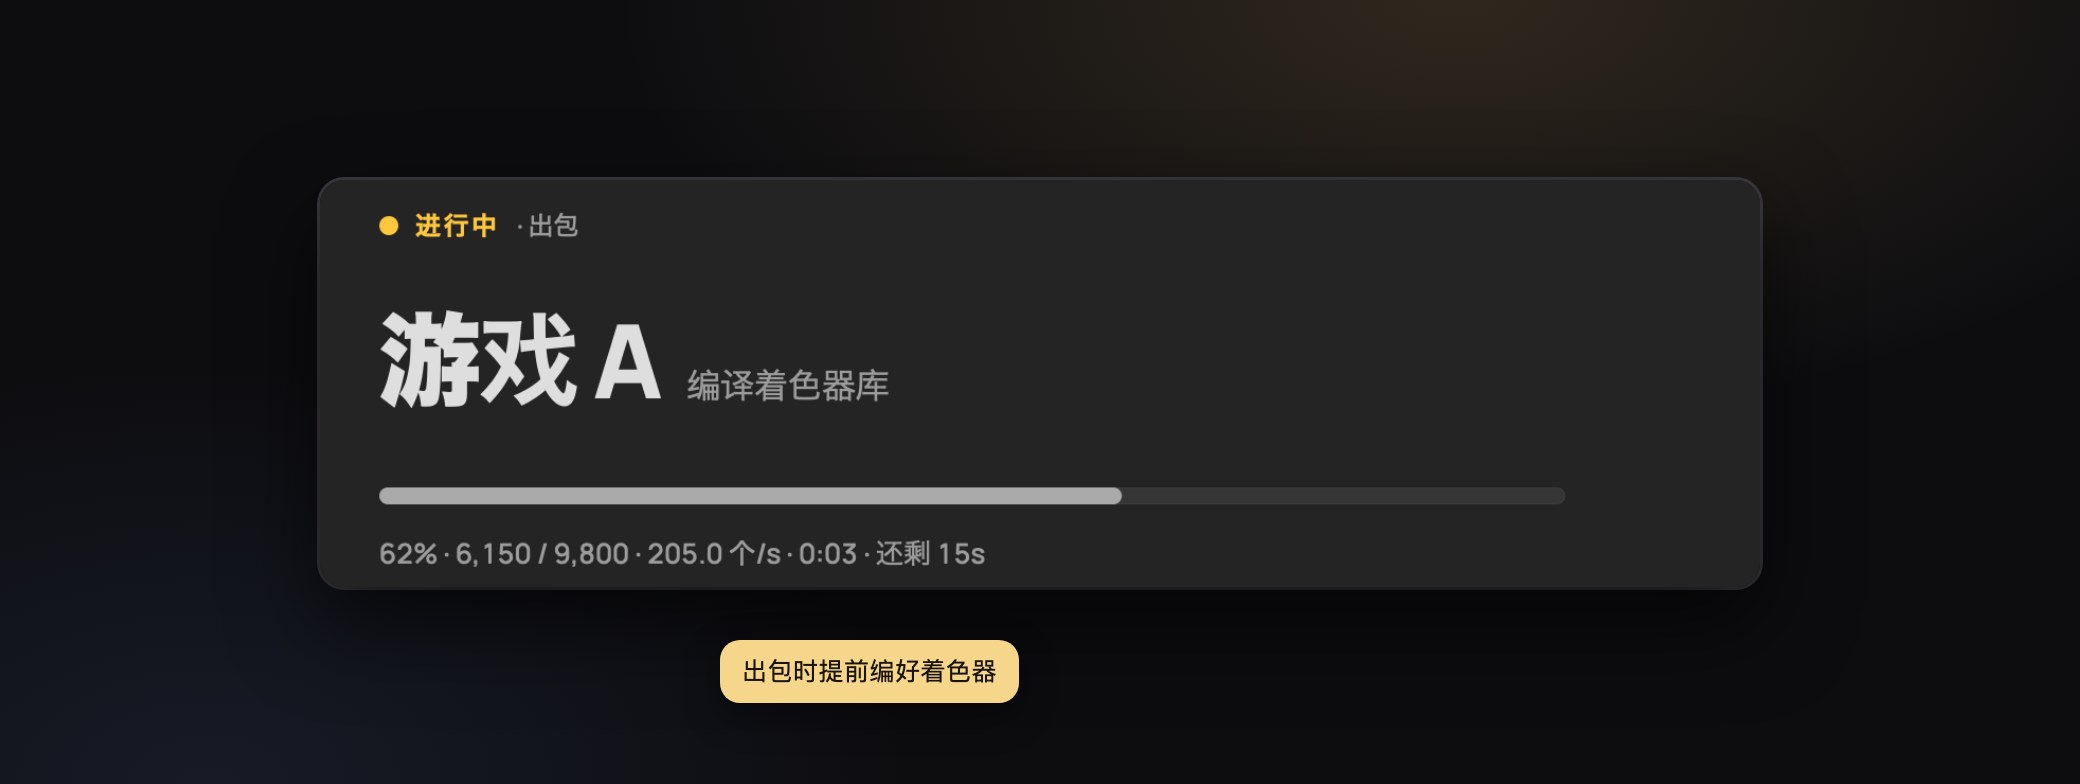 进行中 · 出包
游戏 A 编译着色器库
62% · 6,150 / 9,800 · 205.0 个/s · 0:03 · 还剩 15s
出包时提前编好着色器